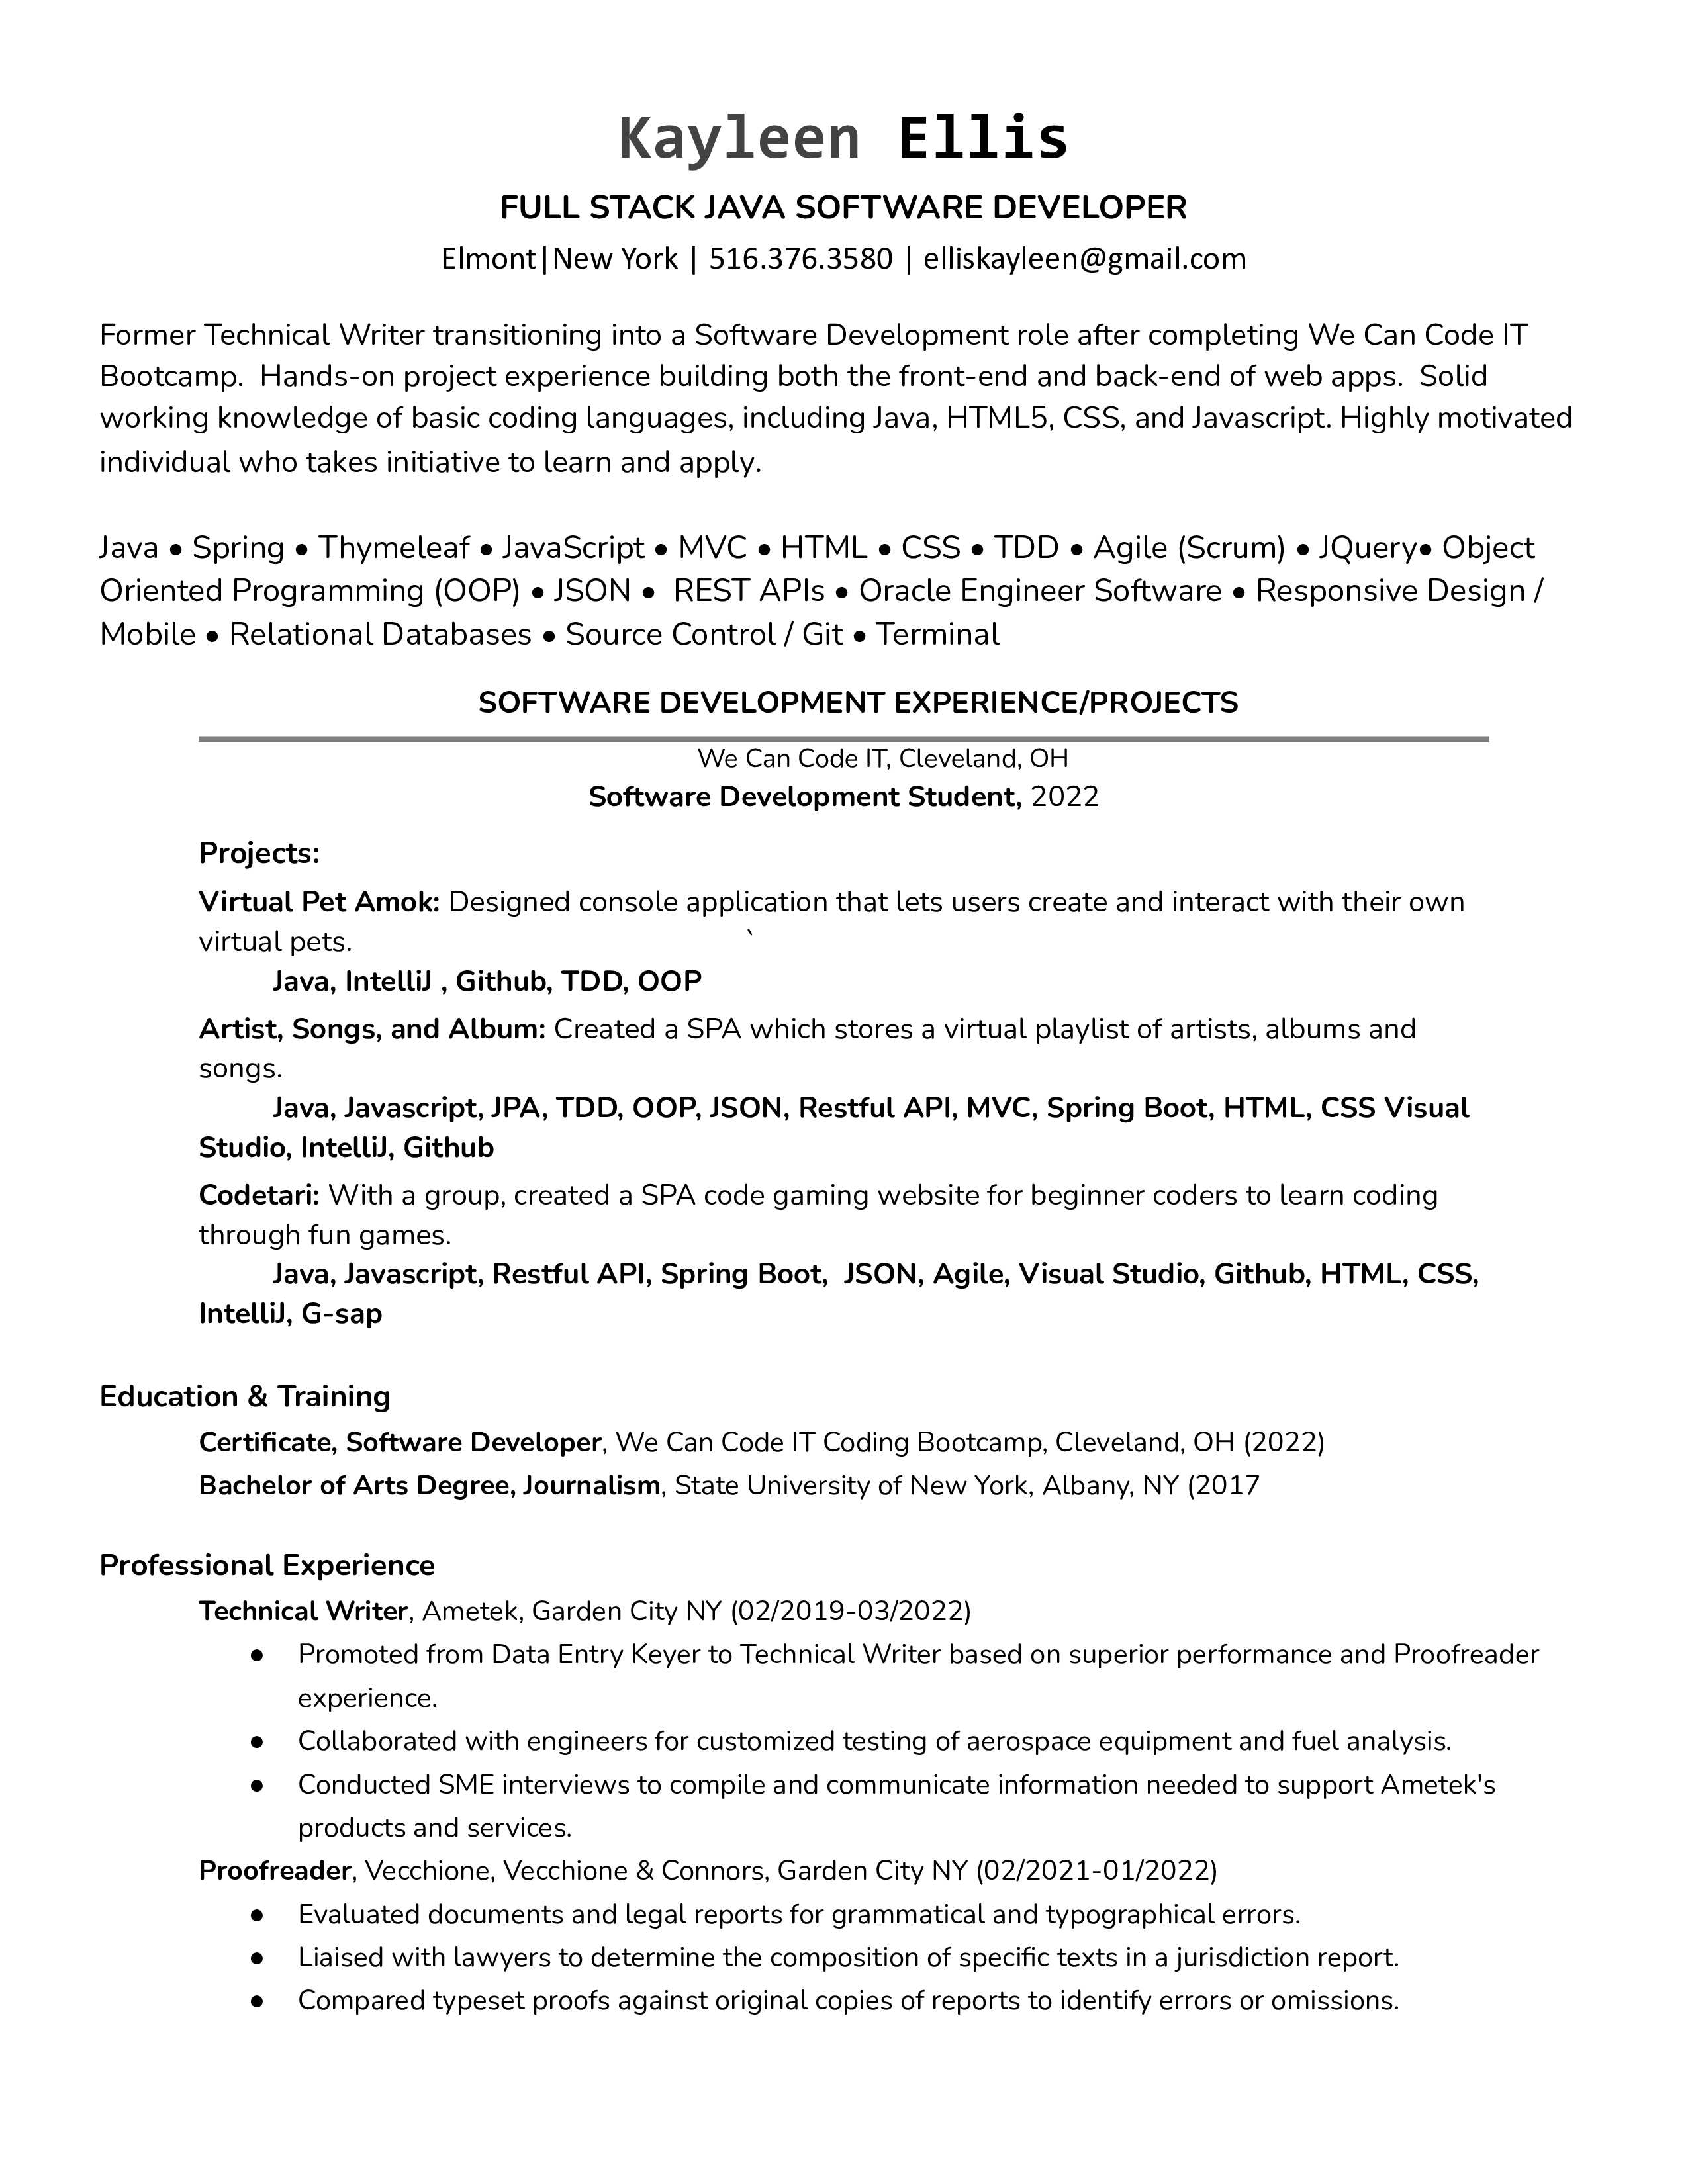 Kayleen Ellis
FULL STACK JAVA SOFTWARE DEVELOPER
Elmont|New York | 516.376.3580 | elliskayleen@gmail.com
Former Technical Writer transitioning into a Software Development role after completing We Can Code IT
Bootcamp.  Hands-on project experience building both the front-end and back-end of web apps.  Solid
working knowledge of basic coding languages, including Java, HTML5, CSS, and Javascript. Highly motivated
individual who takes initiative to learn and apply.
Java ● Spring ● Thymeleaf ● JavaScript ● MVC ● HTML ● CSS ● TDD ● Agile (Scrum) ● JQuery● Object
Oriented Programming (OOP) ● JSON ●  REST APIs ● Oracle Engineer Software ● Responsive Design /
Mobile ● Relational Databases ● Source Control / Git ● Terminal
SOFTWARE DEVELOPMENT EXPERIENCE/PROJECTS
We Can Code IT, Cleveland, OH
Software Development Student, 2022
Projects:
Virtual Pet Amok: Designed console application that lets users create and interact with their own
virtual pets. `
Java, IntelliJ , Github, TDD, OOP
Artist, Songs, and Album: Created a SPA which stores a virtual playlist of artists, albums and
songs.
Java, Javascript, JPA, TDD, OOP, JSON, Restful API, MVC, Spring Boot, HTML, CSS Visual
Studio, IntelliJ, Github
Codetari: With a group, created a SPA code gaming website for beginner coders to learn coding
through fun games.
Java, Javascript, Restful API, Spring Boot,  JSON, Agile, Visual Studio, Github, HTML, CSS,
IntelliJ, G-sap
Education & Training
Certificate, Software Developer, We Can Code IT Coding Bootcamp, Cleveland, OH (2022)
Bachelor of Arts Degree, Journalism, State University of New York, Albany, NY (2017
Professional Experience
Technical Writer, Ametek, Garden City NY (02/2019-03/2022)
● Promoted from Data Entry Keyer to Technical Writer based on superior performance and Proofreader
experience.
● Collaborated with engineers for customized testing of aerospace equipment and fuel analysis.
● Conducted SME interviews to compile and communicate information needed to support Ametek's
products and services.
Proofreader, Vecchione, Vecchione & Connors, Garden City NY (02/2021-01/2022)
● Evaluated documents and legal reports for grammatical and typographical errors.
● Liaised with lawyers to determine the composition of specific texts in a jurisdiction report.
● Compared typeset proofs against original copies of reports to identify errors or omissions.